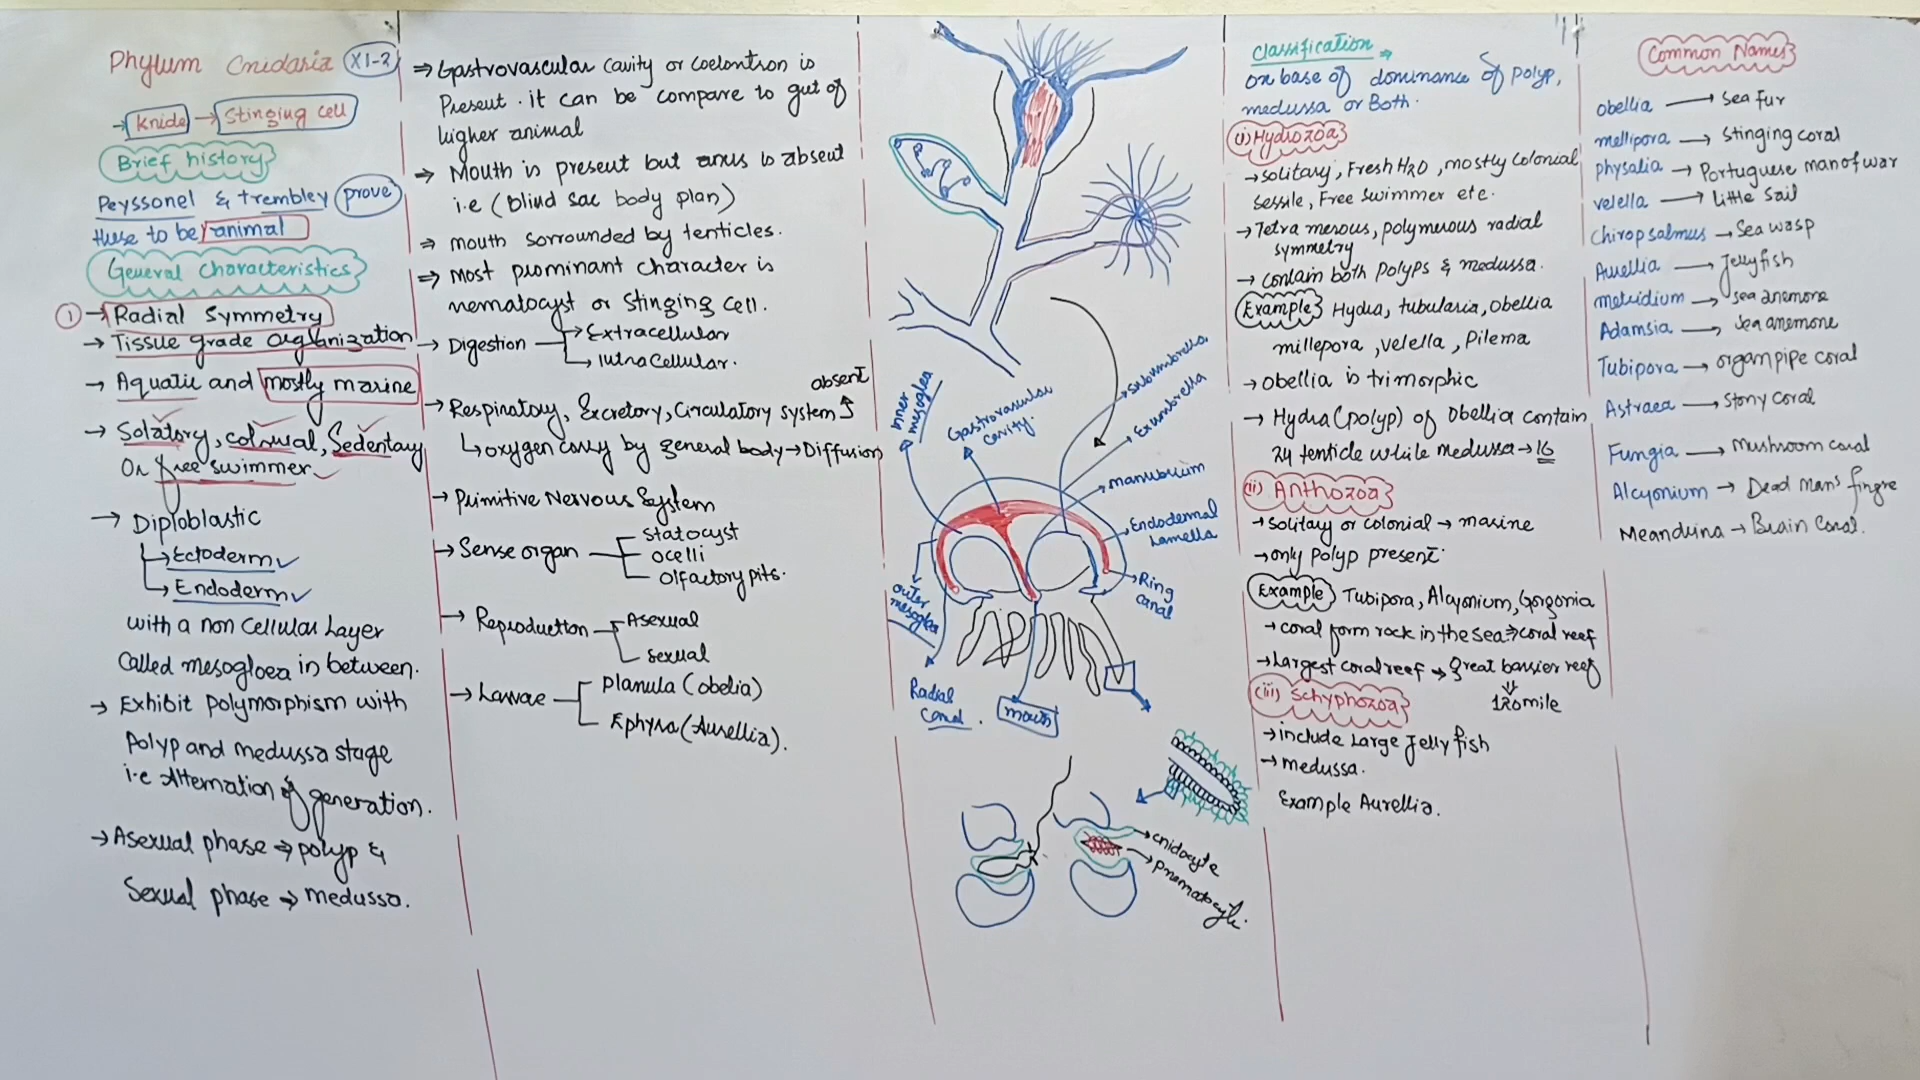 Phylum Cnidaria XI-2
→ Knide → Stinging cell
Brief history
Peyssonel & trembley prove
these to be animal
General characteristics
① → Radial Symmetry
→ Tissue grade organization
→ Aquatic and mostly marine
→ Solatory, colonial, Sedentary
Or free swimmer
→ Diploblastic
→ Ectoderm
→ Endoderm
with a non Cellular Layer
Called mesogloea in between.
→ Exhibit polymorphism with
Polyp and medussa stage
i.e Alternation of generation.
→ Asexual phase ⇒ polyp &
Sexual phase → medussa.
⇒ Gastrovascular cavity or coelontron is
Present. it can be compare to gut of
higher animal
→ Mouth is present but anus is absent
i.e (blind sac body plan)
⇒ mouth sorrounded by tenticles.
⇒ most prominant character is
nematocyst or stinging cell.
→ Digestion → Extracellular
→ intracellular.
absent
→ Respiratory, Excretory, Circulatory system
oxygen carry by general body → Diffusion
→ Primitive Nervous System
→ Sense organ statocyst
ocelli
Olfactory pits.
→ Reproduction Asexual
sexual
→ Larvae Planula (obelia)
Ephyra (Aurellia).
Inner mesoglea
Gastrovascular
cavity.
subumbrella
Exumbrella
manubrium
Endodermal
Lamella
Ring
canal
outer
mesoglea
Radial
Canal.
mouth
→ cnidocyte
Classification ⇒
on base of dominance of polyp,
medussa or Both.
(i) Hydrozoa
→ solitary, Fresh H2O, mostly colonial
sessile, Free swimmer etc.
→ Tetra merous, polymerous radial
symmetry
→ contain both Polyps & medussa.
Example Hydra, tubularia, obellia
millepora, velella, Pilema
→ obellia is trimorphic
→ Hydra (polyp) of obellia contain
24 tenticle while medussa → 16
(ii) Anthozoa
→ solitary or colonial → marine
→ only polyp present.
Example Tubipora, Alcyonium, Gorgonia
→ coral form rock in the sea ⇒ coral reef
→ Largest coral reef → great barrier reef
⇓
120 mile
(iii) Schyphozoa
→ include large Jelly fish
→ medussa.
Example Aurellia.
Common Names
obellia → sea fur
mellipora → stinging coral
physalia → Portuguese man of war
velella → little sail
Chiropsalmus → sea wasp
Aurellia → Jelly fish
metridium → sea anemone
Adamsia → sea anemone
Tubipora → organ pipe coral
Astraea → stony coral
Fungia → mushroom coral
Alcyonium → Dead man's fingre
Meandrina → Brain Coral.